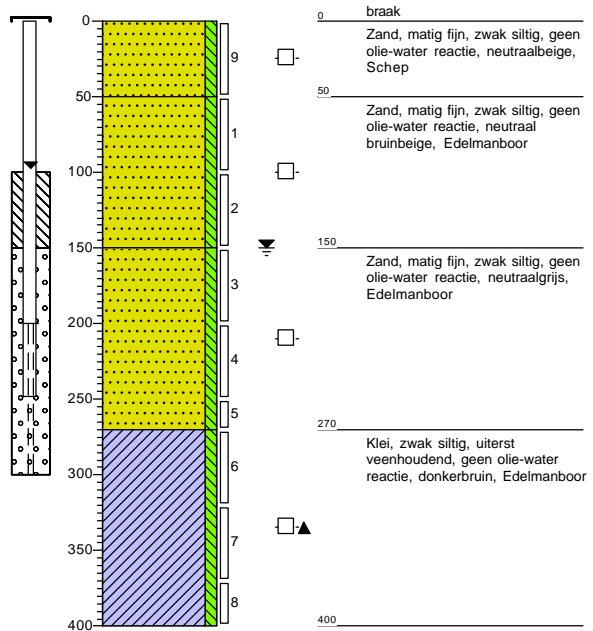 0
50
100
150
200
250
300
350
400
9
1
2
3
4
5
6
7
8
0
braak
Zand, matig fijn, zwak siltig, geen
olie-water reactie, neutraalbeige,
Schep
50
Zand, matig fijn, zwak siltig, geen
olie-water reactie, neutraal
bruinbeige, Edelmanboor
150
Zand, matig fijn, zwak siltig, geen
olie-water reactie, neutraalgrijs,
Edelmanboor
270
Klei, zwak siltig, uiterst
veenhoudend, geen olie-water
reactie, donkerbruin, Edelmanboor
400